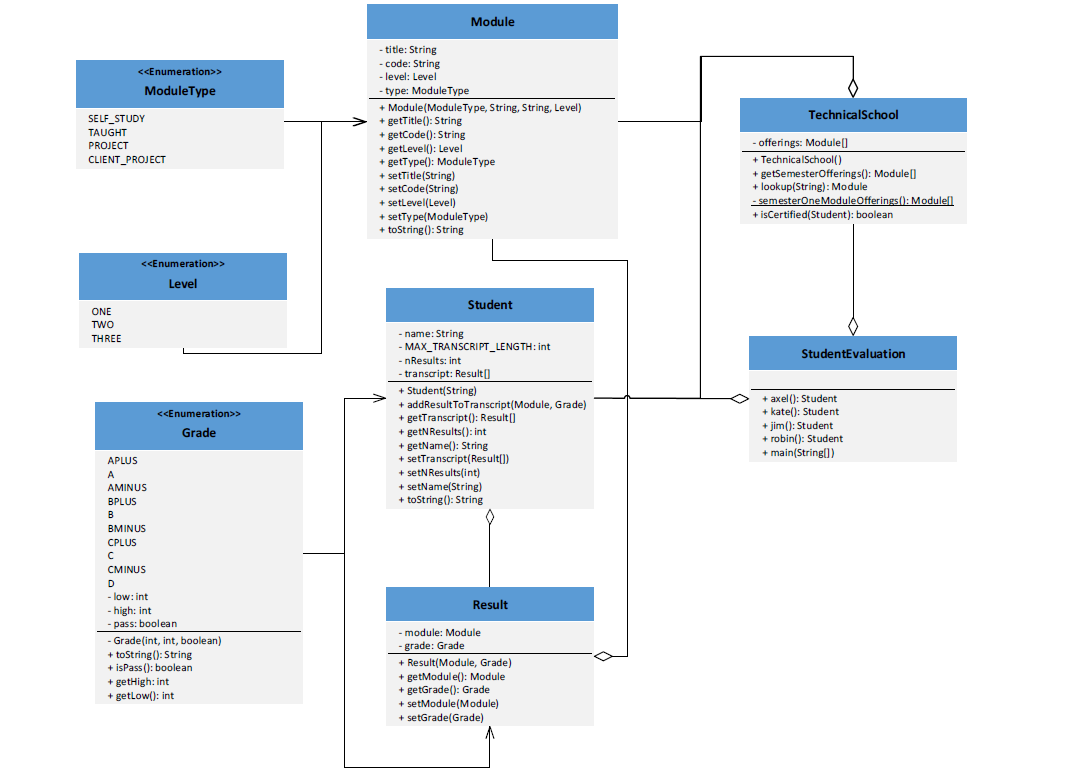 Module
- title: String
- code: String
- level: Level
- type: ModuleType
+ Module(ModuleType, String, String, Level)
+ getTitle(): String
+ getCode(): String
+ getLevel(): Level
+ getType(): ModuleType
+ setTitle(String)
+ setCode(String)
+ setLevel(Level)
+ setType(ModuleType)
+ toString(): String
<<Enumeration>>
ModuleType
SELF_STUDY
TAUGHT
PROJECT
CLIENT_PROJECT
TechnicalSchool
- offerings: Module[]
+ TechnicalSchool()
+ getSemesterOfferings(): Module[]
+ lookup(String): Module
- semesterOneModuleOfferings(): Module[]
+ isCertified(Student): boolean
<<Enumeration>>
Level
ONE
TWO
THREE
Student
- name: String
- MAX_TRANSCRIPT_LENGTH: int
- nResults: int
- transcript: Result[]
+ Student(String)
+ addResultToTranscript(Module, Grade)
+ getTranscript(): Result[]
+ getNResults(): int
+ getName(): String
+ setTranscript(Result[])
+ setNResults(int)
+ setName(String)
+ toString(): String
StudentEvaluation
+ axel(): Student
+ kate(): Student
+ jim(): Student
+ robin(): Student
+ main(String[])
<<Enumeration>>
Grade
APLUS
A
AMINUS
BPLUS
B
BMINUS
CPLUS
C
CMINUS
D
- low: int
- high: int
- pass: boolean
- Grade(int, int, boolean)
+ toString(): String
+ isPass(): boolean
+ getHigh: int
+ getLow(): int
Result
- module: Module
- grade: Grade
+ Result(Module, Grade)
+ getModule(): Module
+ getGrade(): Grade
+ setModule(Module)
+ setGrade(Grade)